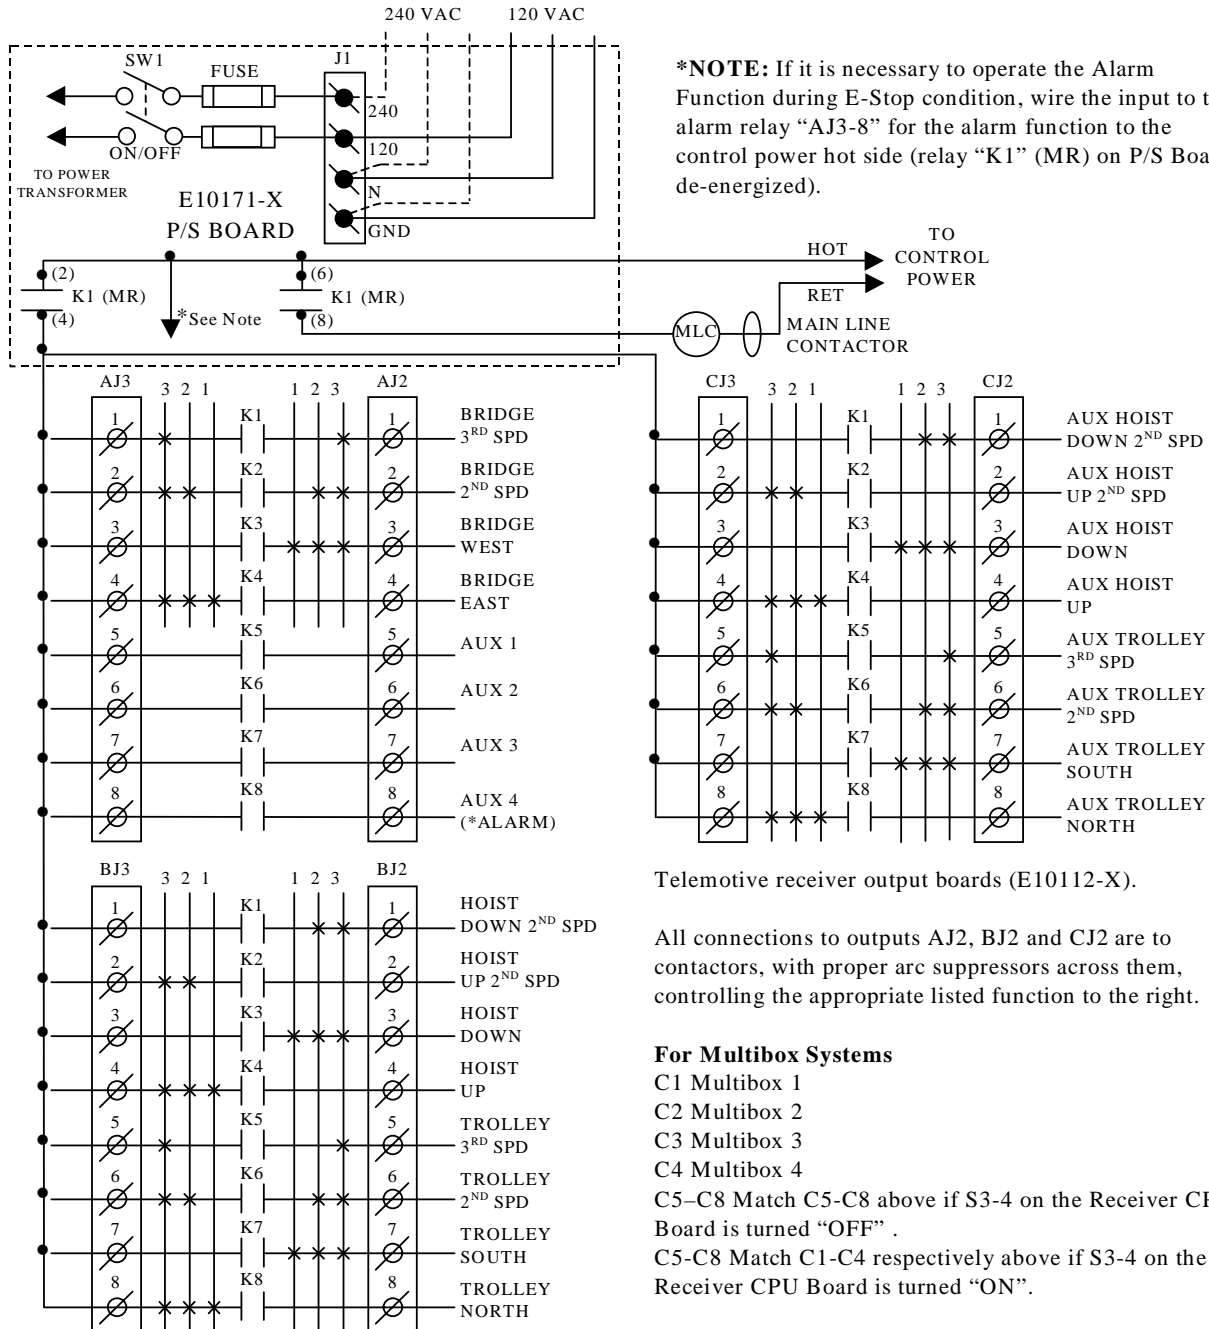 240 VAC 120 VAC
SW1
FUSE
J1
240
120
N
GND
ON/OFF
TO POWER
TRANSFORMER
E10171-X
P/S BOARD
*NOTE: If it is necessary to operate the Alarm
Function during E-Stop condition, wire the input to
alarm relay “AJ3-8” for the alarm function to the
control power hot side (relay “K1” (MR) on P/S
de-energized).
(2)
K1 (MR)
(4)
*See Note
(6)
K1 (MR)
(8)
HOT
RET
TO
CONTROL
POWER
MLC
MAIN LINE
CONTACTOR
AJ3 3 2 1 1 2 3 AJ2
1 K1 1 BRIDGE
3RD SPD
2 K2 2 BRIDGE
2ND SPD
3 K3 3 BRIDGE
WEST
4 K4 4 BRIDGE
EAST
5 K5 5 AUX 1
6 K6 6 AUX 2
7 K7 7 AUX 3
8 K8 8 AUX 4
(*ALARM)
CJ3 3 2 1 1 2 3 CJ2
1 K1 1 AUX HOIST
DOWN 2ND SPD
2 K2 2 AUX HOIST
UP 2ND SPD
3 K3 3 AUX HOIST
DOWN
4 K4 4 AUX HOIST
UP
5 K5 5 AUX TROLLEY
3RD SPD
6 K6 6 AUX TROLLEY
2ND SPD
7 K7 7 AUX TROLLEY
SOUTH
8 K8 8 AUX TROLLEY
NORTH
BJ3 3 2 1 1 2 3 BJ2
1 K1 1 HOIST
DOWN 2ND SPD
2 K2 2 HOIST
UP 2ND SPD
3 K3 3 HOIST
DOWN
4 K4 4 HOIST
UP
5 K5 5 TROLLEY
3RD SPD
6 K6 6 TROLLEY
2ND SPD
7 K7 7 TROLLEY
SOUTH
8 K8 8 TROLLEY
NORTH
Telemotive receiver output boards (E10112-X).
All connections to outputs AJ2, BJ2 and CJ2 are to
contactors, with proper arc suppressors across them,
controlling the appropriate listed function to the right.
For Multibox Systems
C1 Multibox 1
C2 Multibox 2
C3 Multibox 3
C4 Multibox 4
C5–C8 Match C5-C8 above if S3-4 on the Receiver
Board is turned “OFF” .
C5-C8 Match C1-C4 respectively above if S3-4 on the
Receiver CPU Board is turned “ON”.